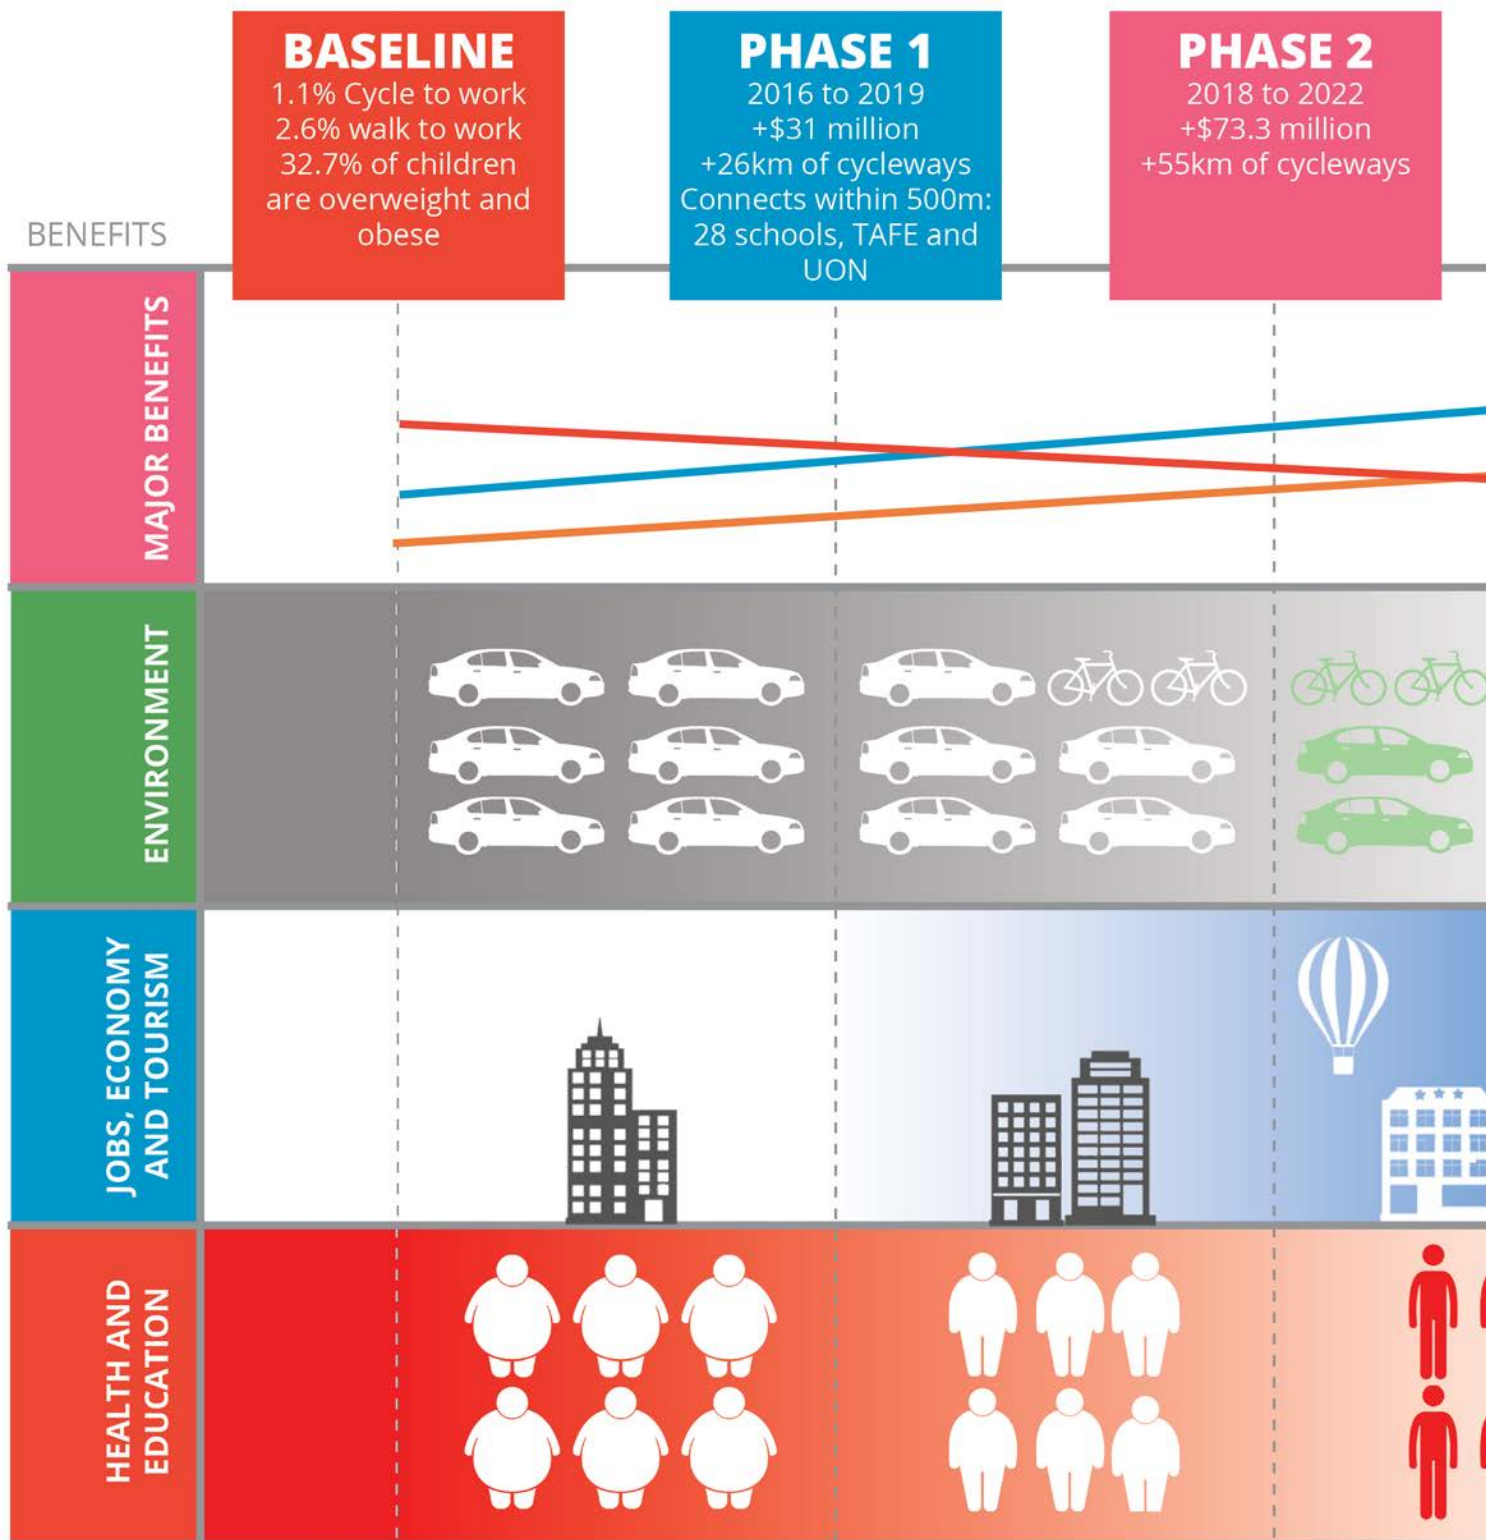 BASELINE
1.1% Cycle to work
2.6% walk to work
32.7% of children
are overweight and
obese
PHASE 1
2016 to 2019
+$31 million
+26km of cycleways
Connects within 500m:
28 schools, TAFE and
UON
PHASE 2
2018 to 2022
+$73.3 million
+55km of cycleways
BENEFITS
MAJOR BENEFITS
ENVIRONMENT
JOBS, ECONOMY
AND TOURISM
HEALTH AND
EDUCATION